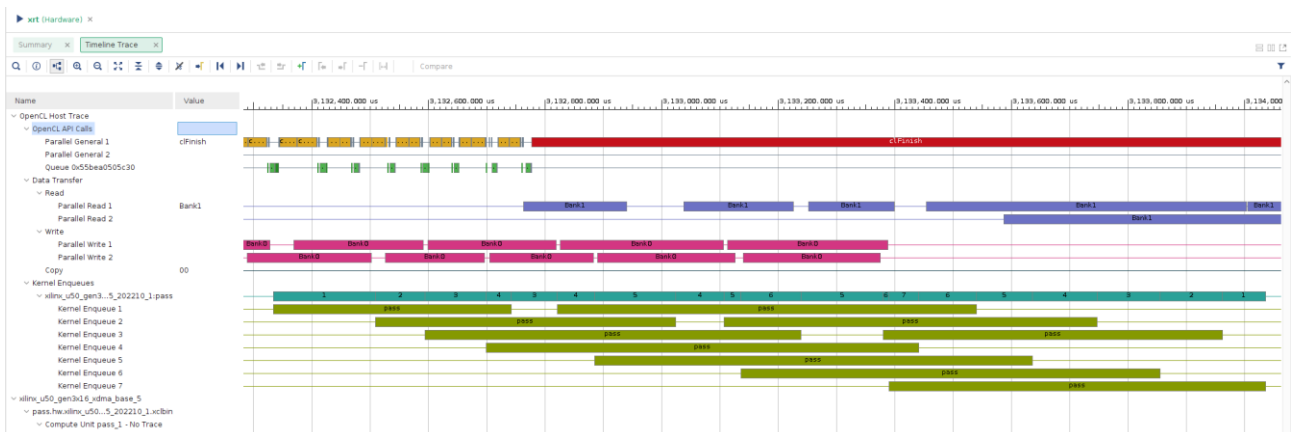 xrt (Hardware) ×
Summary × Timeline Trace ×
Compare
Name Value
3,132,400.000 us 3,132,600.000 us 3,132,800.000 us 3,133,000.000 us 3,133,200.000 us 3,133,400.000 us 3,133,600.000 us 3,133,800.000 us 3,134,000
OpenCL Host Trace
OpenCL API Calls
Parallel General 1 clFinish clFinish
Parallel General 2
Queue 0x55bea0505c30
Data Transfer
Read
Parallel Read 1 Bank1 Bank1 Bank1 Bank1 Bank1 Bank1
Parallel Read 2 Bank1
Write
Parallel Write 1 Bank0 Bank0 Bank0 Bank0 Bank0
Parallel Write 2 Bank0 Bank0 Bank0 Bank0 Bank0
Copy 00
Kernel Enqueues
xilinx_u50_gen3...5_202210_1:pass 1 2 3 4 3 4 5 4 5 6 5 6 7 6 5 4 3 2 1
Kernel Enqueue 1 pass pass
Kernel Enqueue 2 pass pass
Kernel Enqueue 3 pass pass
Kernel Enqueue 4 pass
Kernel Enqueue 5 pass
Kernel Enqueue 6 pass
Kernel Enqueue 7 pass
xilinx_u50_gen3x16_xdma_base_5
pass.hw.xilinx_u50...5_202210_1.xclbin
Compute Unit pass_1 - No Trace